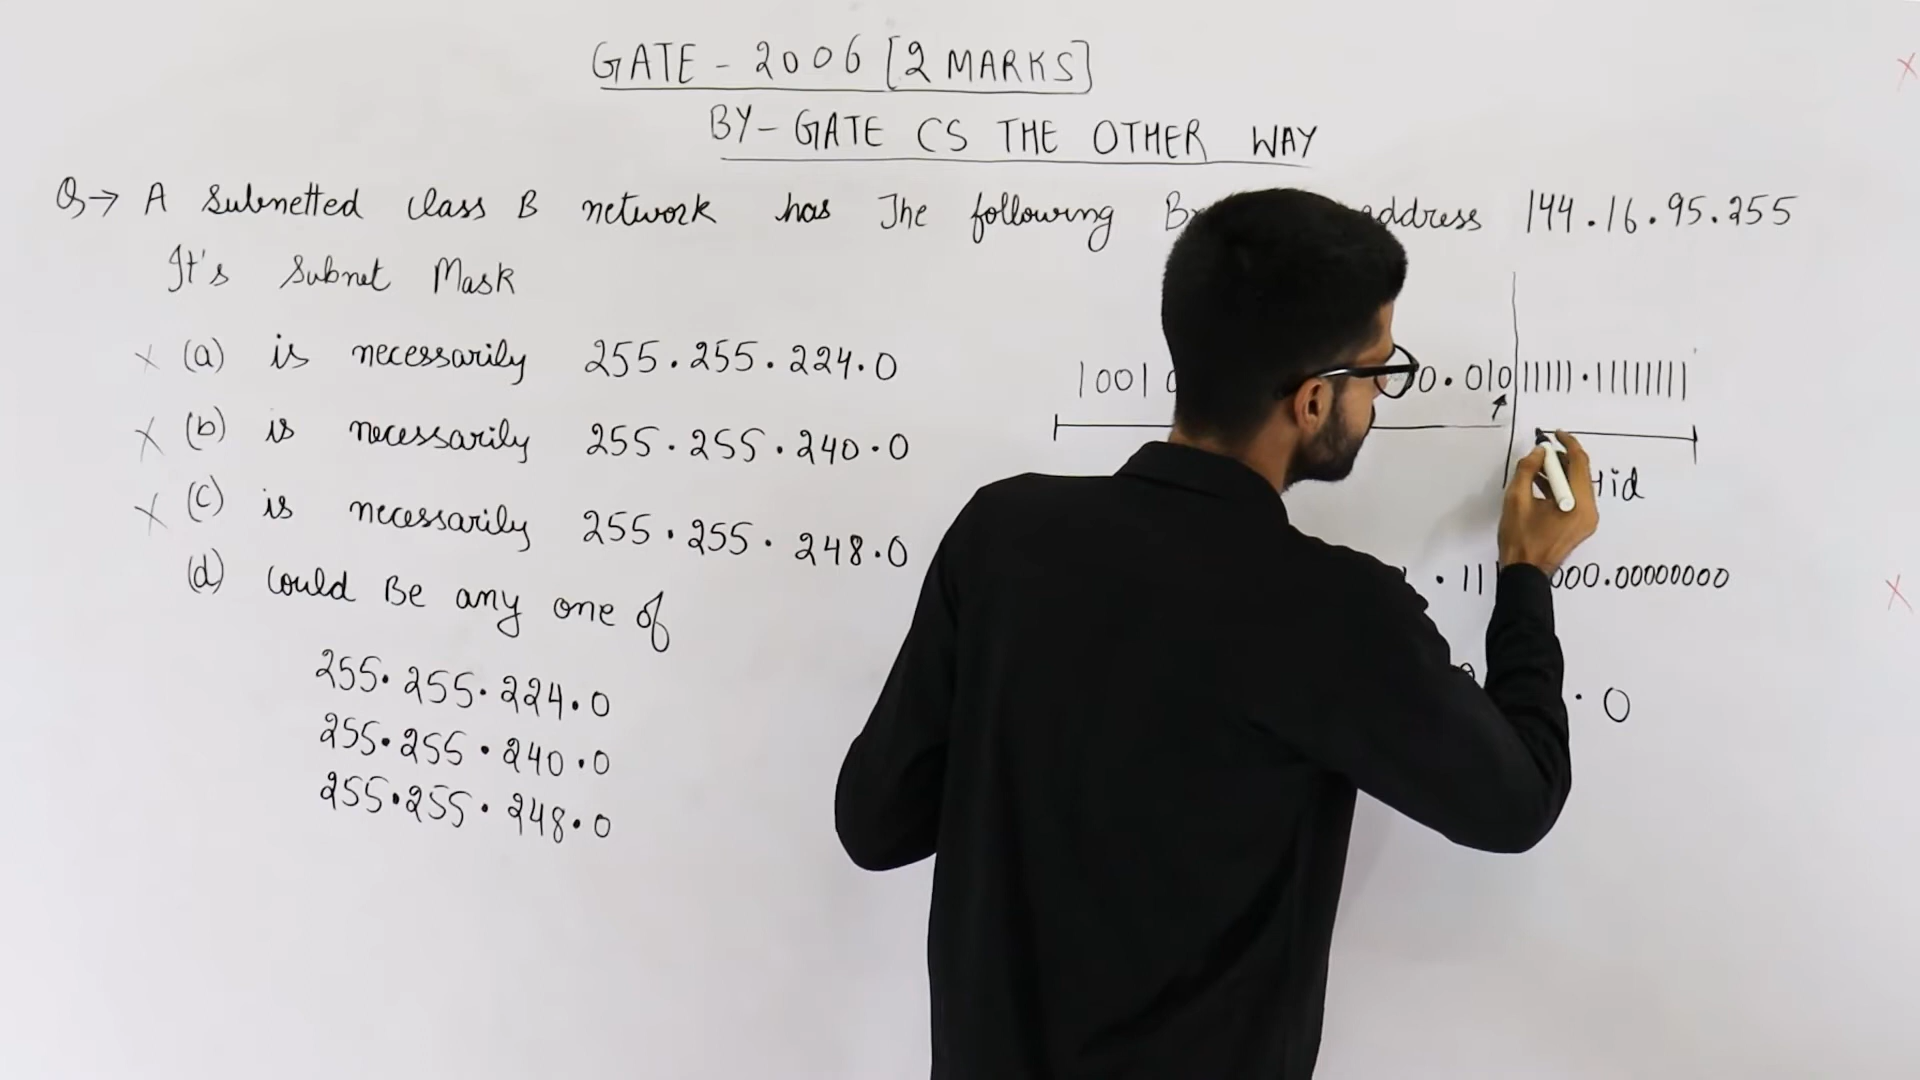 GATE - 2006 [2 MARKS]
BY - GATE CS THE OTHER WAY
Q→ A Subnetted class B network has The following address 144.16.95.255
It's Subnet Mask
x (a) is necessarily 255.255.224.0
x (b) is necessarily 255.255.240.0
x (c) is necessarily 255.255.248.0
(d) could Be any one of
255.255.224.0
255.255.240.0
255.255.248.0
1001 0.010 11111.11111111
Hid
.11 000.00000000
.0